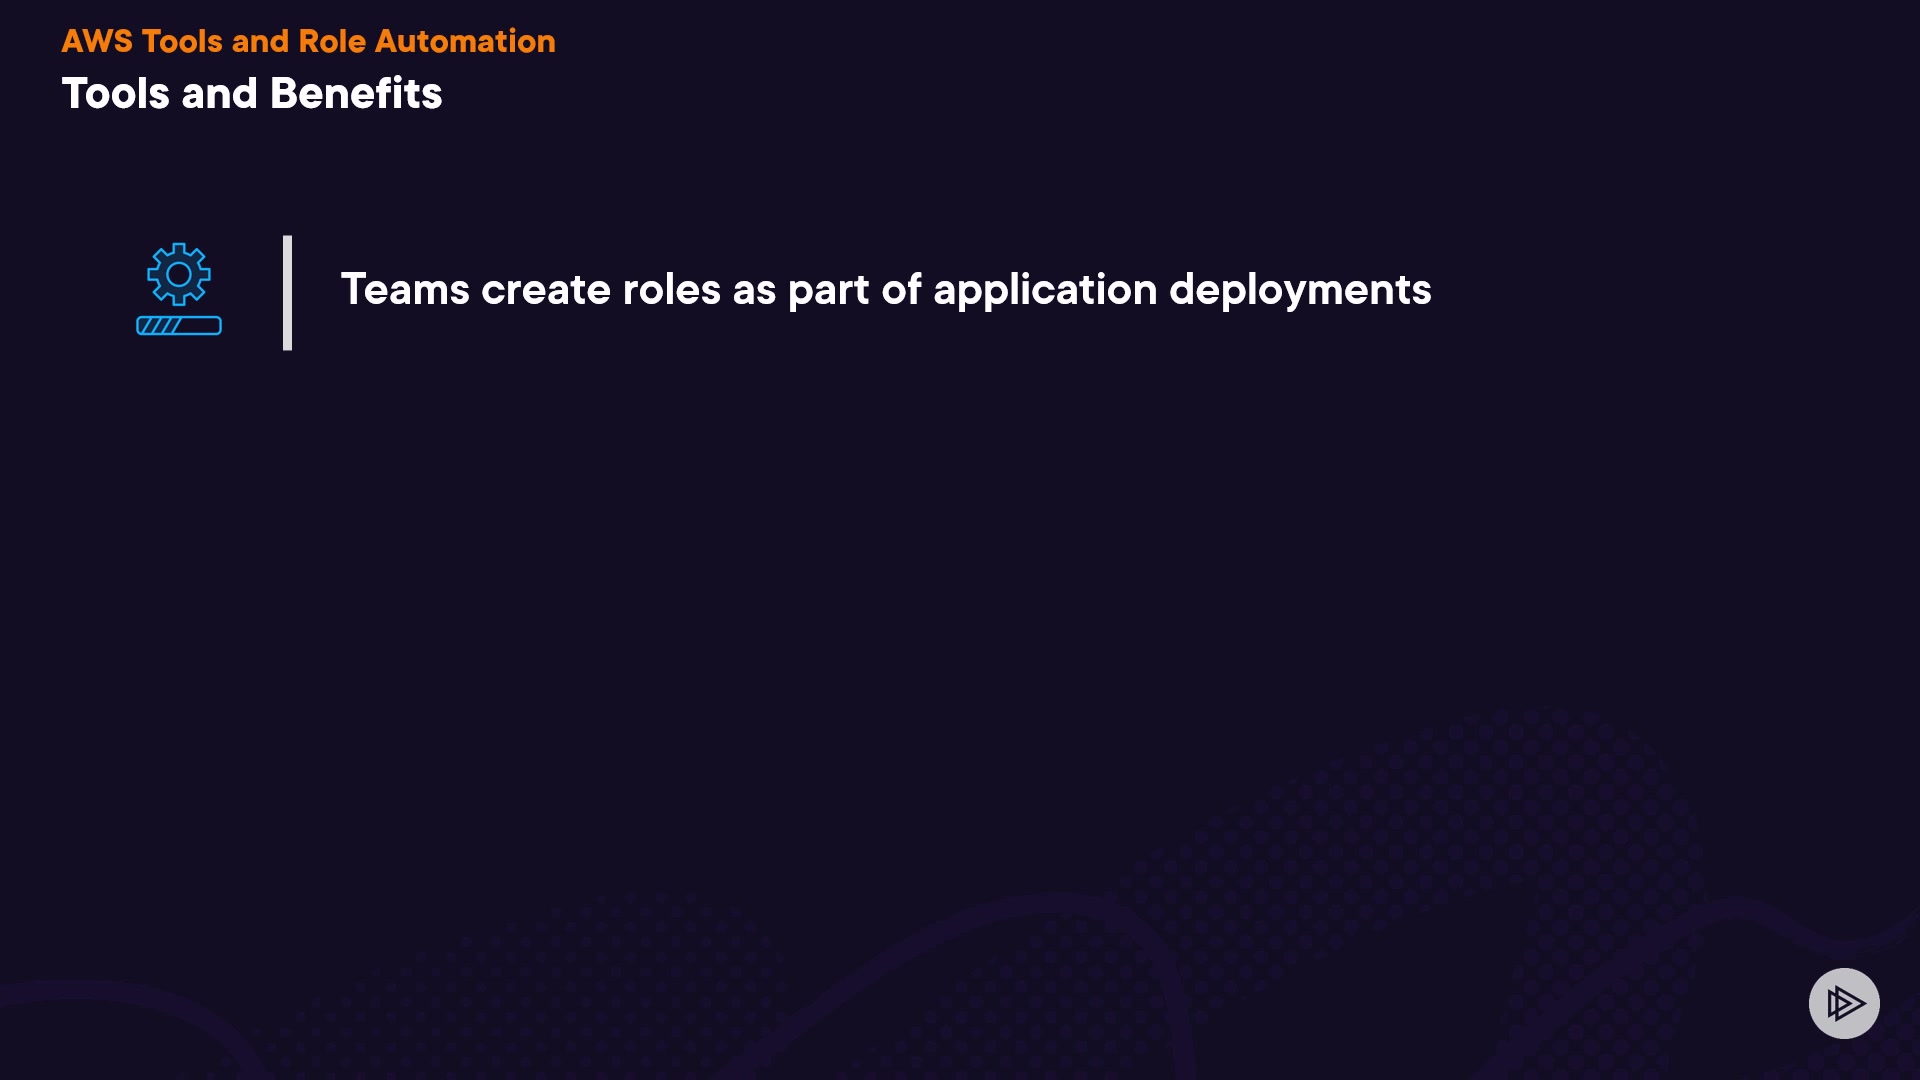 AWS Tools and Role Automation
Tools and Benefits
Teams create roles as part of application deployments